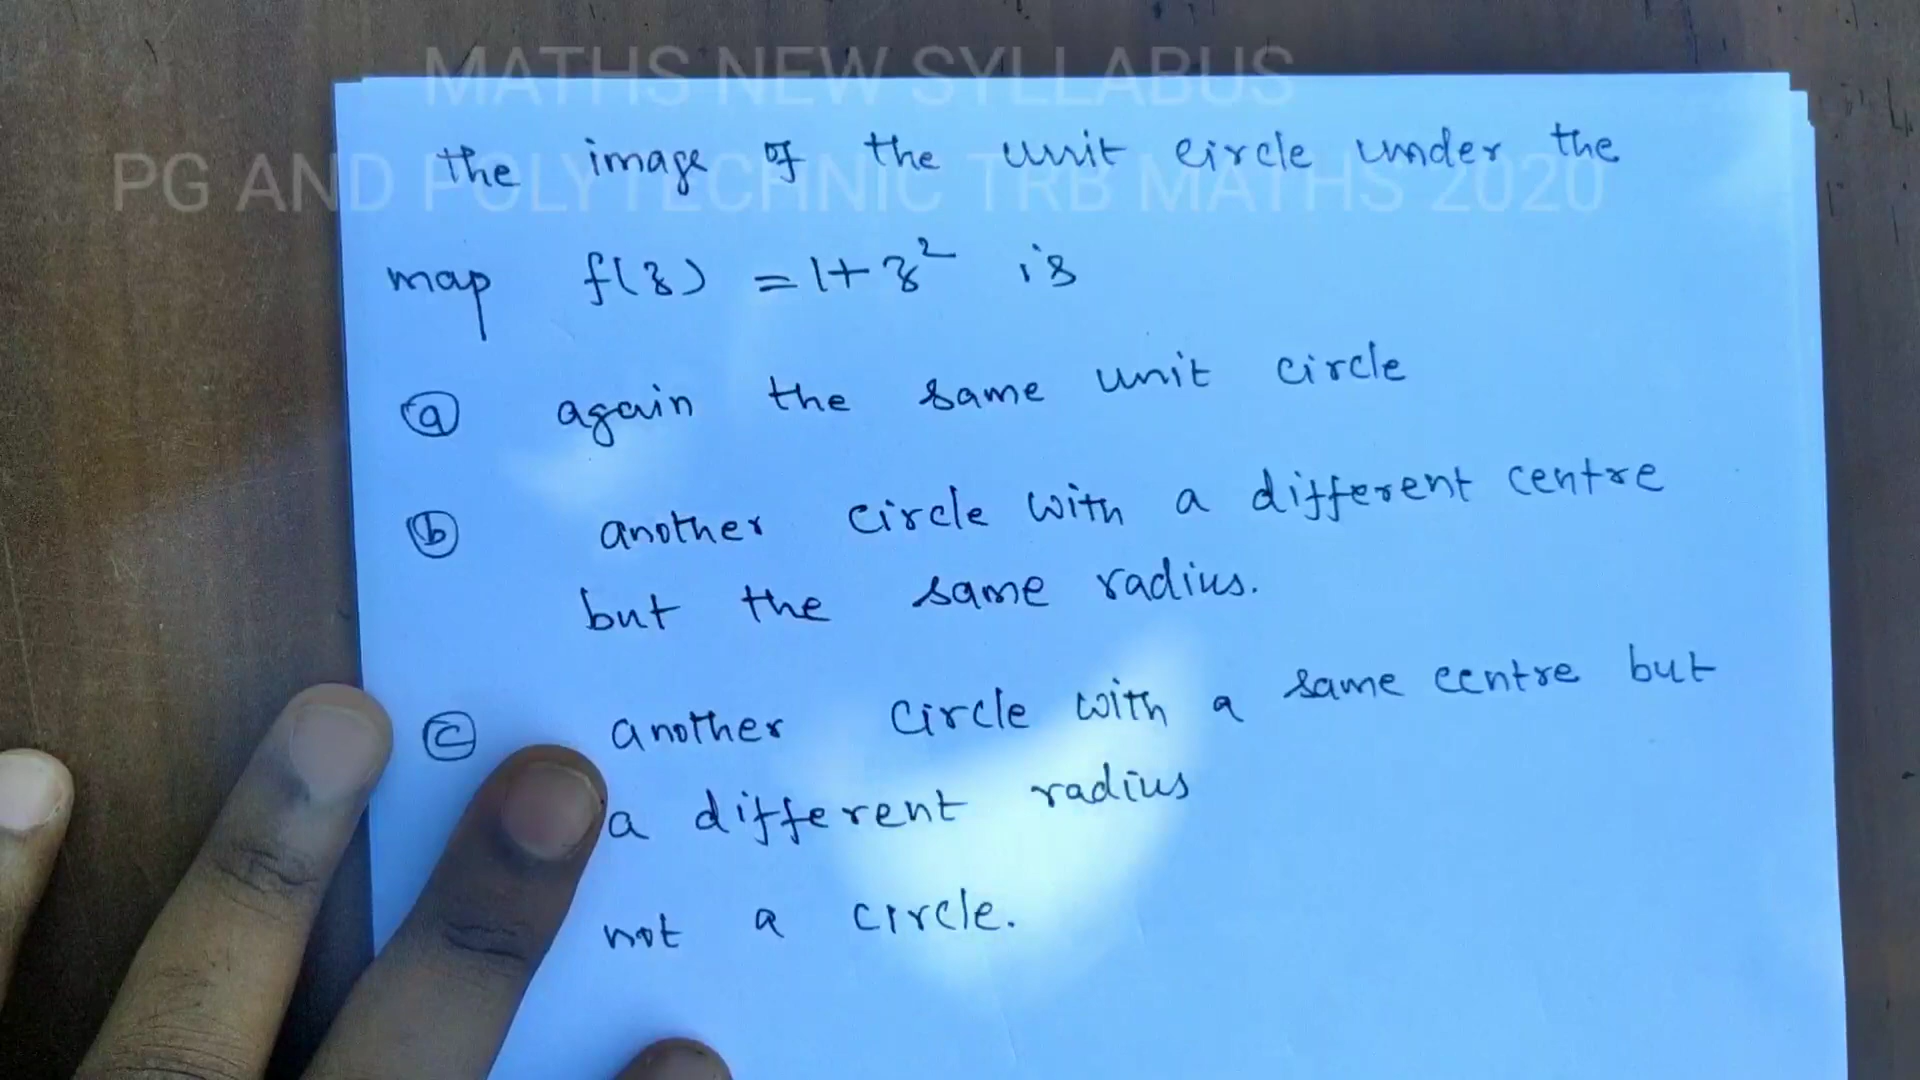 MATHS NEW SYLLABUS
PG AND POLYTECHNIC TRB MATHS 2020
the image of the unit circle under the
map f(z) = 1+z² is
(a) again the same unit circle
(b) another circle with a different centre
but the same radius.
(c) another circle with a same centre but
a different radius
not a circle.